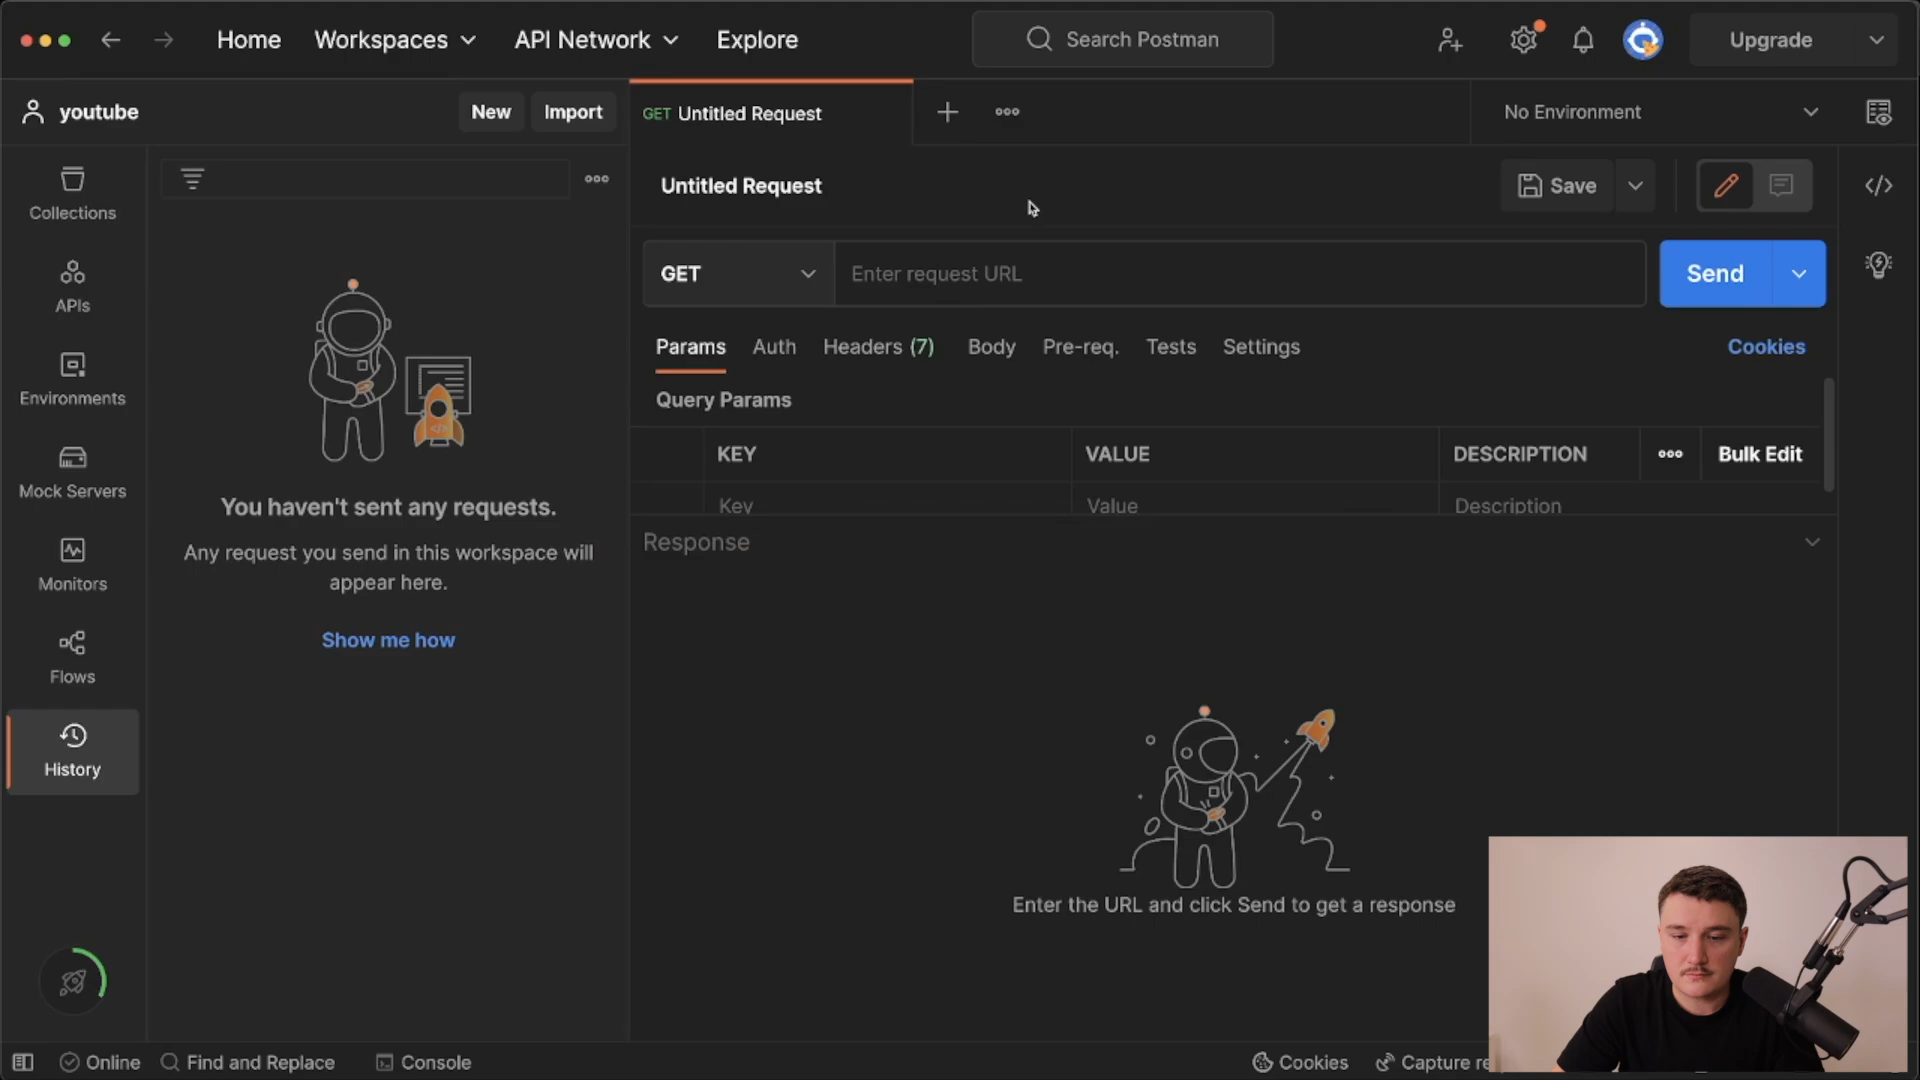 Home
Workspaces
API Network
Explore
Search Postman
Upgrade
youtube
New
Import
GET Untitled Request
No Environment
Untitled Request
Save
Collections
APIs
Environments
Mock Servers
Monitors
Flows
History
You haven't sent any requests.
Any request you send in this workspace will
appear here.
Show me how
GET
Enter request URL
Send
Params
Auth
Headers (7)
Body
Pre-req.
Tests
Settings
Cookies
Query Params
KEY
VALUE
DESCRIPTION
Bulk Edit
Key
Value
Description
Response
Enter the URL and click Send to get a response
Online
Find and Replace
Console
Cookies
Capture re